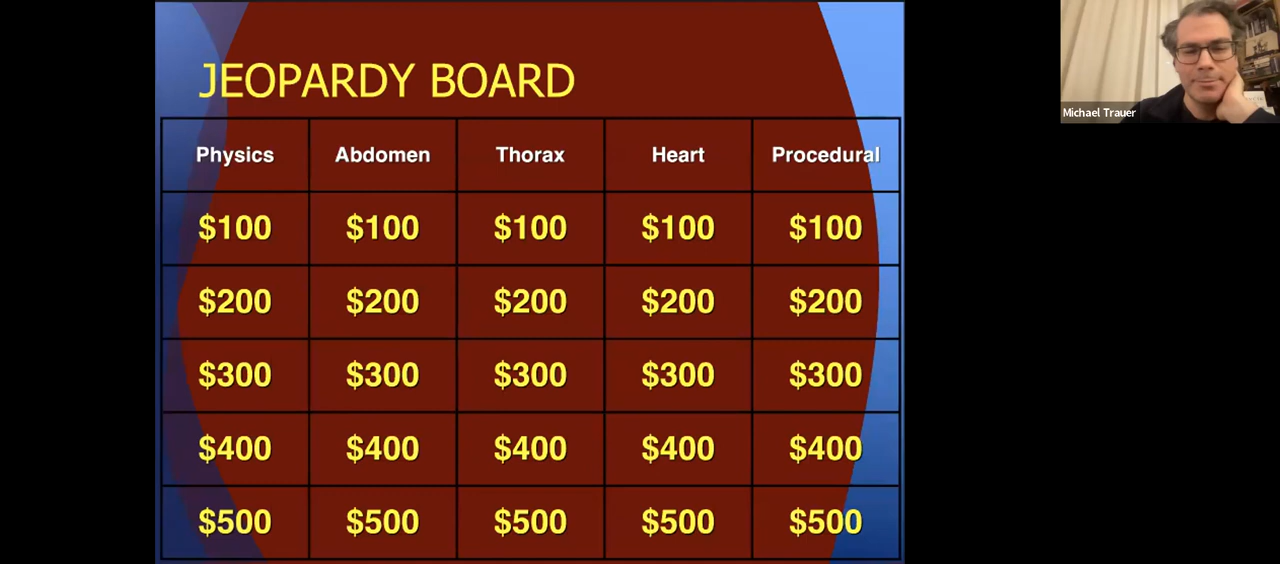 JEOPARDY BOARD
Physics Abdomen Thorax Heart Procedural
$100 $100 $100 $100 $100
$200 $200 $200 $200 $200
$300 $300 $300 $300 $300
$400 $400 $400 $400 $400
$500 $500 $500 $500 $500
Michael Trauer